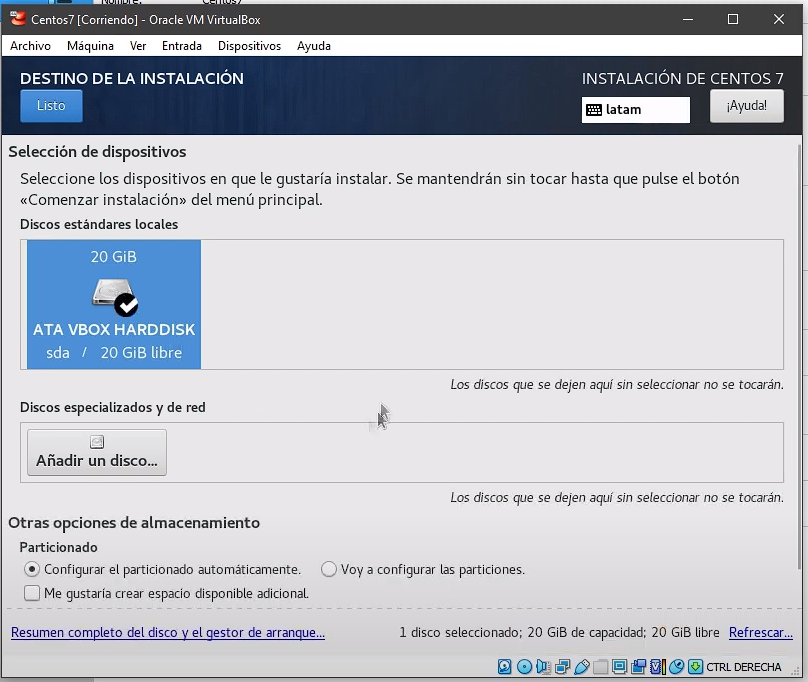 Centos7
Centos7 [Corriendo] - Oracle VM VirtualBox
Archivo Máquina Ver Entrada Dispositivos Ayuda
DESTINO DE LA INSTALACIÓN
INSTALACIÓN DE CENTOS 7
Listo
latam
¡Ayuda!
Selección de dispositivos
Seleccione los dispositivos en que le gustaría instalar. Se mantendrán sin tocar hasta que pulse el botón
«Comenzar instalación» del menú principal.
Discos estándares locales
20 GiB
ATA VBOX HARDDISK
sda / 20 GiB libre
Los discos que se dejen aquí sin seleccionar no se tocarán.
Discos especializados y de red
Añadir un disco...
Los discos que se dejen aquí sin seleccionar no se tocarán.
Otras opciones de almacenamiento
Particionado
Configurar el particionado automáticamente. Voy a configurar las particiones.
Me gustaría crear espacio disponible adicional.
Resumen completo del disco y el gestor de arranque... 1 disco seleccionado; 20 GiB de capacidad; 20 GiB libre Refrescar...
CTRL DERECHA